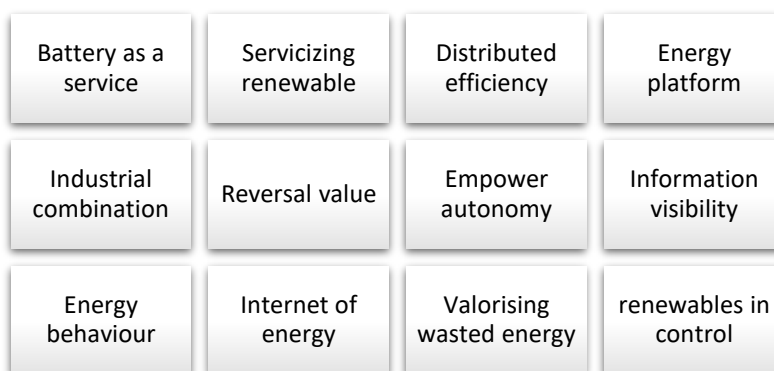 Battery as a
service
Servicizing
renewable
Distributed
efficiency
Energy
platform
Industrial
combination
Reversal value
Empower
autonomy
Information
visibility
Energy
behaviour
Internet of
energy
Valorising
wasted energy
renewables in
control